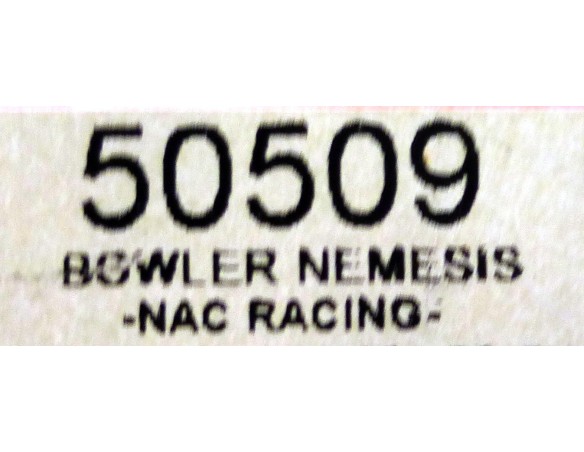 50509
BOWLER NEMESIS
-NAC RACING-